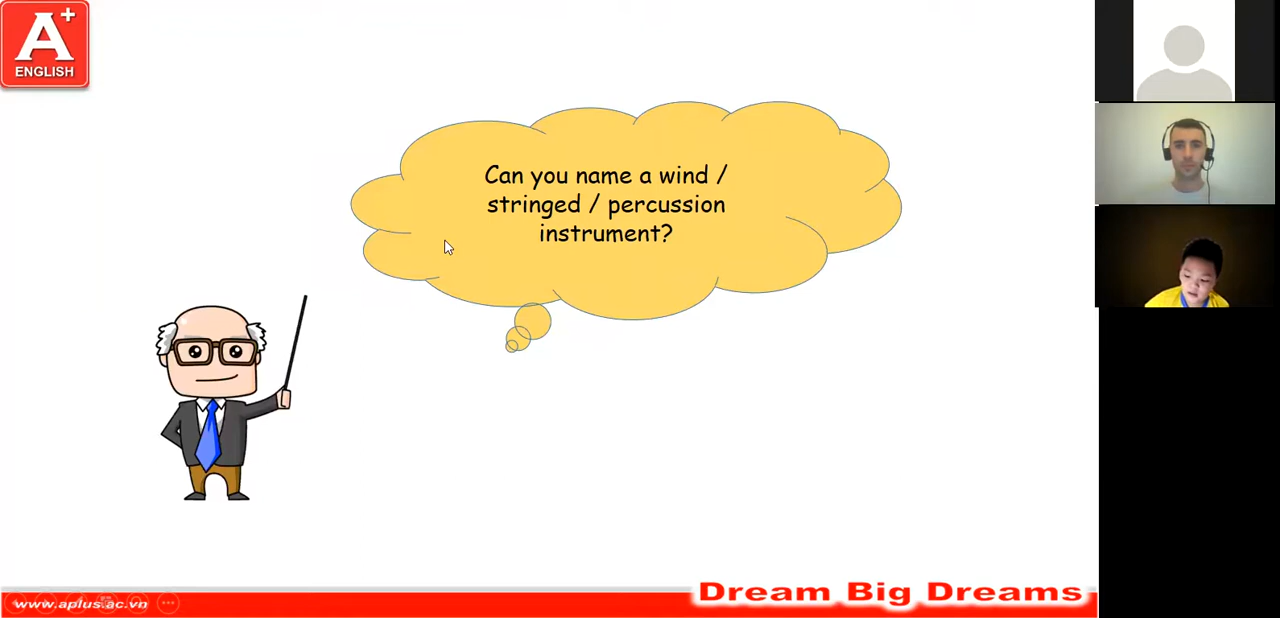 A+
ENGLISH
Can you name a wind /
stringed / percussion
instrument?
Dream Big Dreams
www.aplus.ac.vn